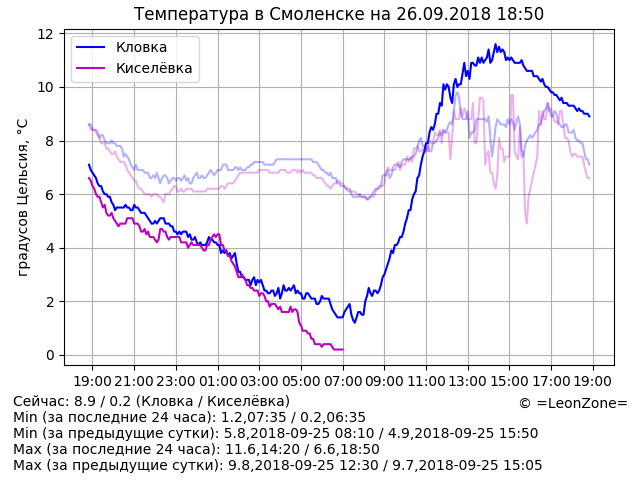 Температура в Смоленске на 26.09.2018 18:50
градусов Цельсия, °C
12
10
8
6
4
2
0
Кловка
Киселёвка
19:00 21:00 23:00 01:00 03:00 05:00 07:00 09:00 11:00 13:00 15:00 17:00 19:00
Сейчас: 8.9 / 0.2 (Кловка / Киселёвка)
© =LeonZone=
Min (за последние 24 часа): 1.2,07:35 / 0.2,06:35
Min (за предыдущие сутки): 5.8,2018-09-25 08:10 / 4.9,2018-09-25 15:50
Max (за последние 24 часа): 11.6,14:20 / 6.6,18:50
Max (за предыдущие сутки): 9.8,2018-09-25 12:30 / 9.7,2018-09-25 15:05